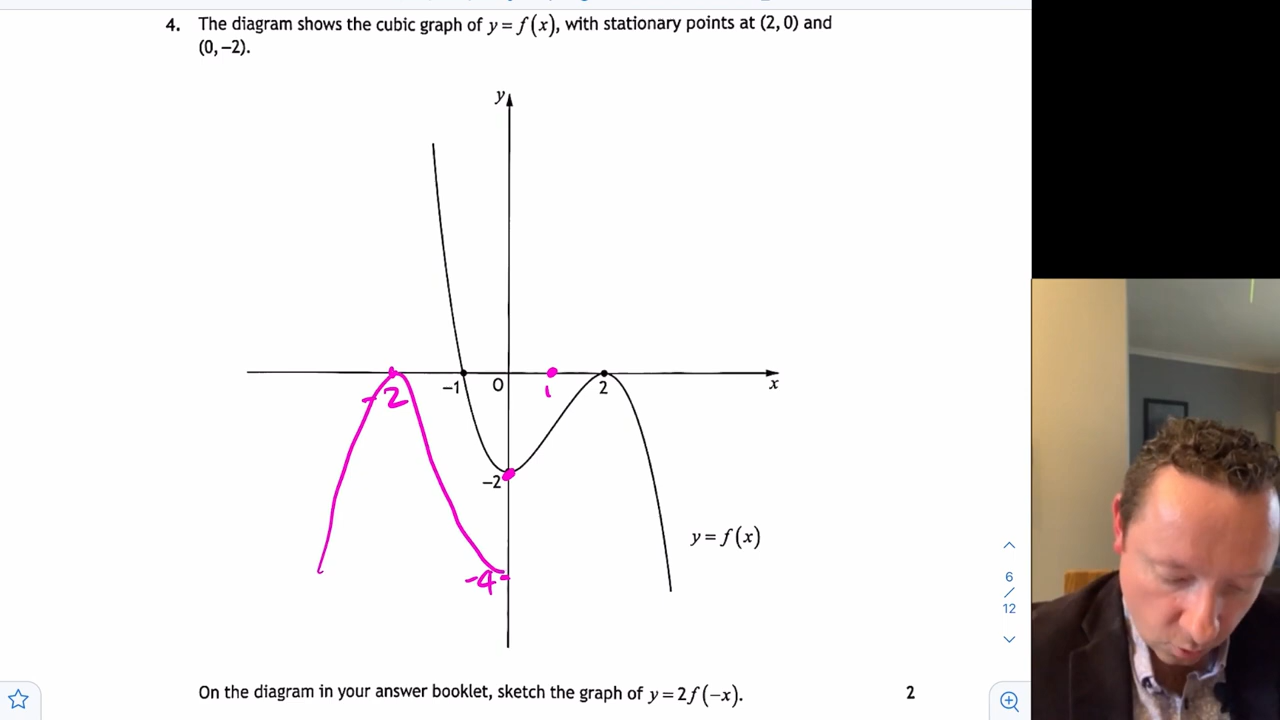 4. The diagram shows the cubic graph of y = f(x), with stationary points at (2, 0) and
(0, −2).
y
−1
0
2
x
-2
1
−2
-4
y = f(x)
6
/
12
On the diagram in your answer booklet, sketch the graph of y = 2f(−x).
2